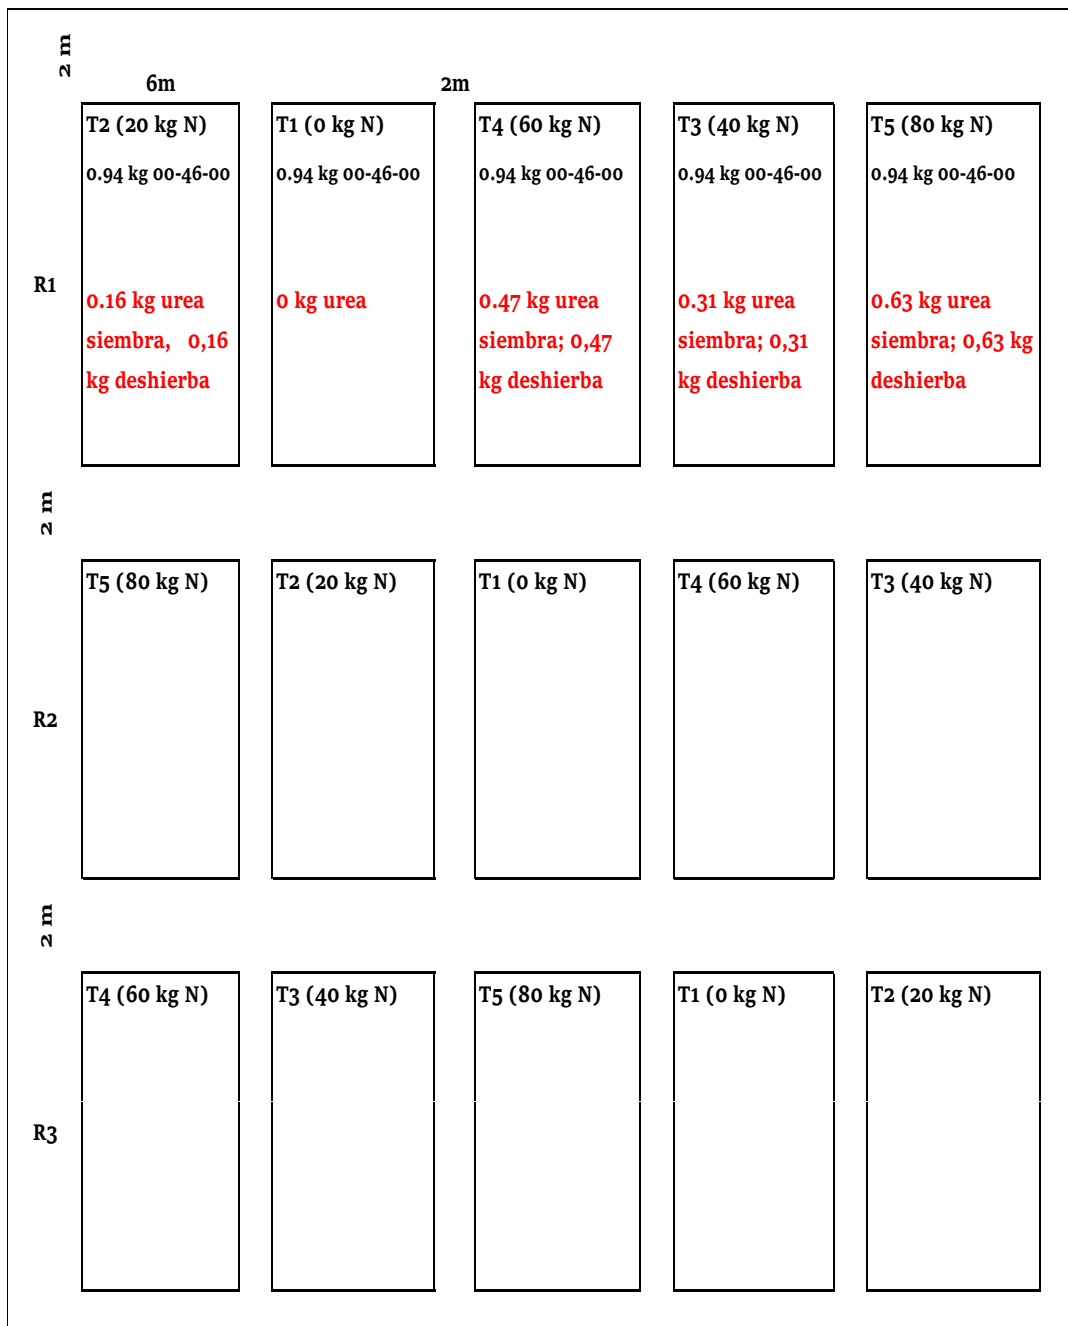 2 m
6m 2m
T2 (20 kg N) T1 (0 kg N) T4 (60 kg N) T3 (40 kg N) T5 (80 kg N)
0.94 kg 00-46-00 0.94 kg 00-46-00 0.94 kg 00-46-00 0.94 kg 00-46-00 0.94 kg 00-46-00
R1
0.16 kg urea 0 kg urea 0.47 kg urea 0.31 kg urea 0.63 kg urea
siembra, 0,16 siembra; 0,47 siembra; 0,31 siembra; 0,63 kg
kg deshierba kg deshierba kg deshierba deshierba
2 m
T5 (80 kg N) T2 (20 kg N) T1 (0 kg N) T4 (60 kg N) T3 (40 kg N)
R2
2 m
T4 (60 kg N) T3 (40 kg N) T5 (80 kg N) T1 (0 kg N) T2 (20 kg N)
R3